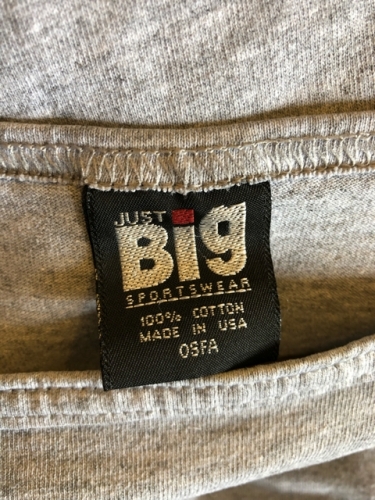 JUST
Big
SPORTSWEAR
100% COTTON
MADE IN USA
OSFA